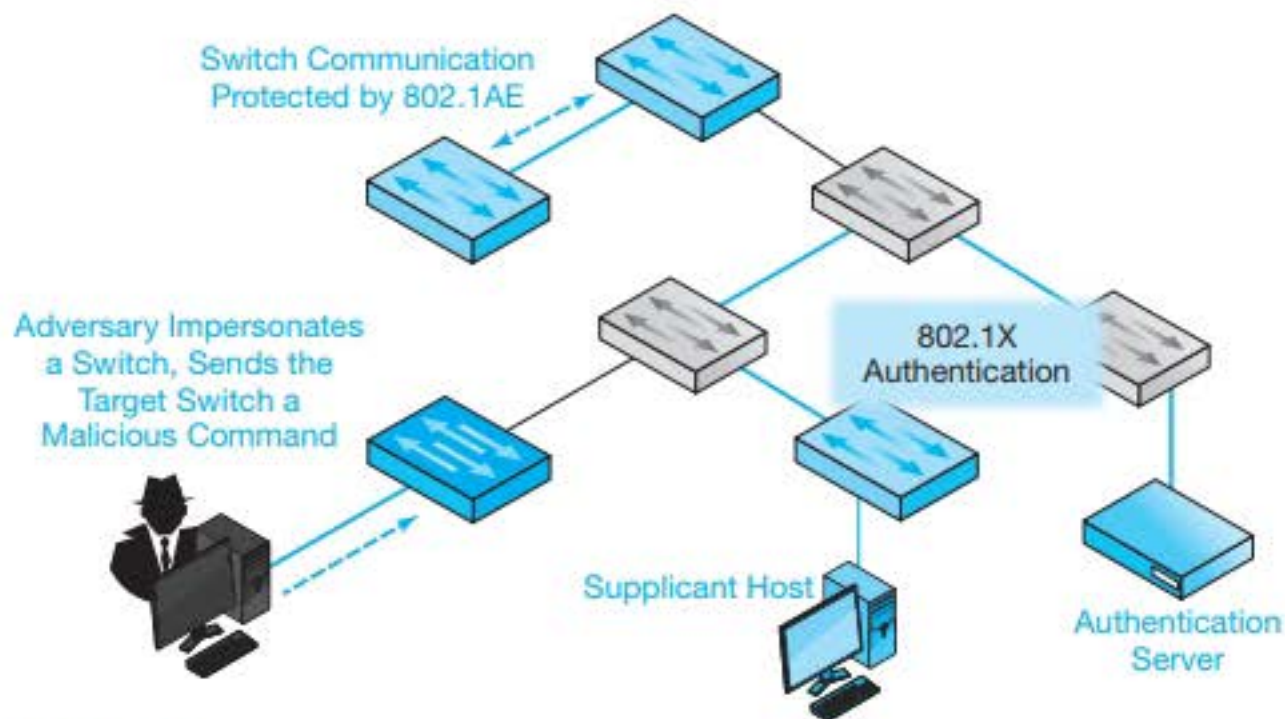 Switch Communication
Protected by 802.1AE
Adversary Impersonates
a Switch, Sends the
Target Switch a
Malicious Command
802.1X
Authentication
Supplicant Host
Authentication
Server